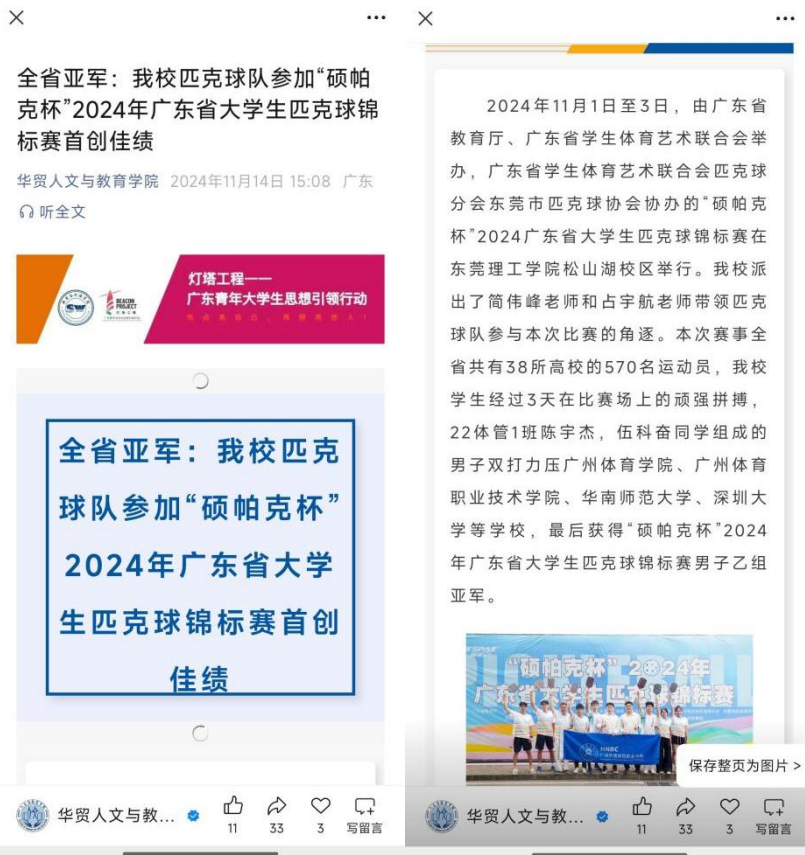 全省亚军：我校匹克球队参加“硕帕
克杯”2024年广东省大学生匹克球锦
标赛首创佳绩
华贸人文与教育学院 2024年11月14日 15:08 广东
听全文
灯塔工程——
广东青年大学生思想引领行动
BEACON
PROJECT
全省亚军：我校匹克
球队参加“硕帕克杯”
2024年广东省大学
生匹克球锦标赛首创
佳绩
华贸人文与教... 11 33 3 写留言
2024年11月1日至3日，由广东省
教育厅、广东省学生体育艺术联合会举
办，广东省学生体育艺术联合会匹克球
分会东莞市匹克球协会协办的“硕帕克
杯”2024广东省大学生匹克球锦标赛在
东莞理工学院松山湖校区举行。我校派
出了简伟峰老师和占宇航老师带领匹克
球队参与本次比赛的角逐。本次赛事全
省共有38所高校的570名运动员，我校
学生经过3天在比赛场上的顽强拼搏，
22体管1班陈宇杰，伍科奋同学组成的
男子双打力压广州体育学院、广州体育
职业技术学院、华南师范大学、深圳大
学等学校，最后获得“硕帕克杯”2024
年广东省大学生匹克球锦标赛男子乙组
亚军。
“硕帕克杯”2024年
广东省大学生匹克球锦标赛
保存整页为图片 >
华贸人文与教... 11 33 3 写留言